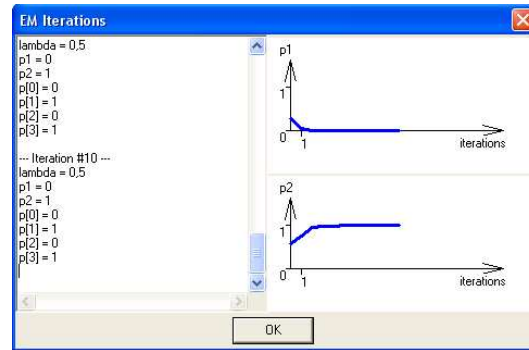 EM Iterations
lambda = 0,5
p1 = 0
p2 = 1
p[0] = 0
p[1] = 1
p[2] = 0
p[3] = 1
--- Iteration #10 ---
lambda = 0,5
p1 = 0
p2 = 1
p[0] = 0
p[1] = 1
p[2] = 0
p[3] = 1
p1
1
0
1
iterations
p2
1
0
1
iterations
OK